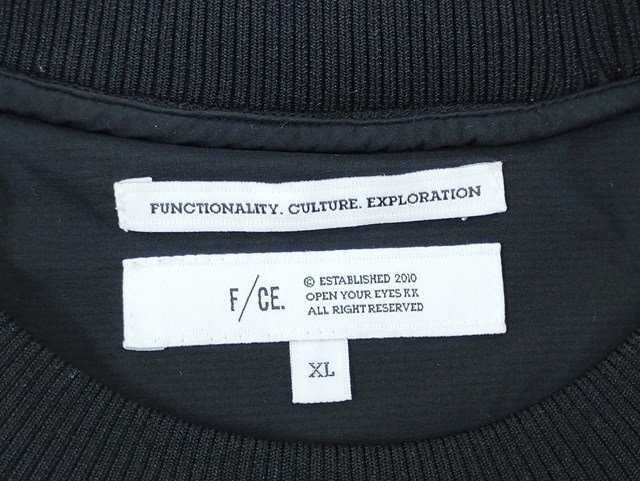 FUNCTIONALITY. CULTURE. EXPLORATION
F/CE.
© ESTABLISHED 2010
OPEN YOUR EYES KK
ALL RIGHT RESERVED
XL